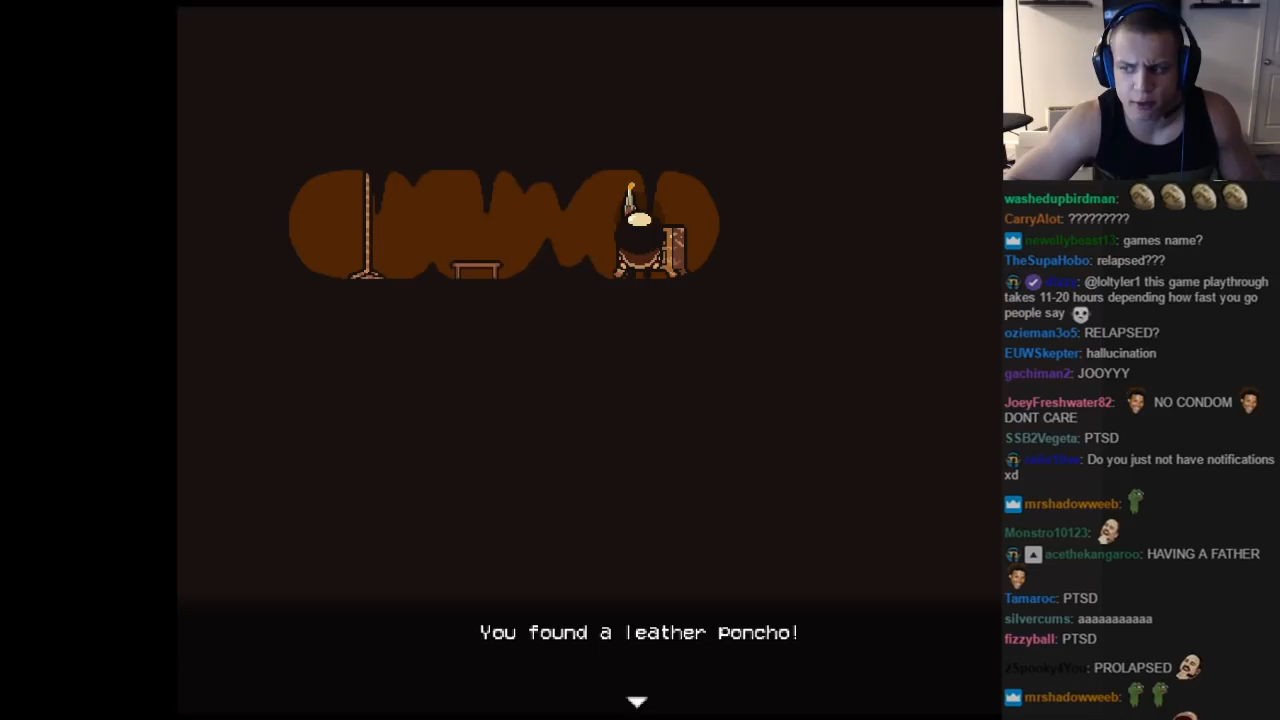 You found a leather poncho!
washedupbirdman:
CarryAlot: ?????????
newellybeast13: games name?
TheSupaHobo: relapsed???
: @loltyler1 this game playthrough
takes 11-20 hours depending how fast you go
people say
ozieman3o5: RELAPSED?
EUWSkepter: hallucination
gachiman2: JOOYYY
JoeyFreshwater82: NO CONDOM
DONT CARE
SSB2Vegeta: PTSD
: Do you just not have notifications
xd
mrshadowweeb:
Monstro10123:
acethekangaroo: HAVING A FATHER
Tamaroc: PTSD
silvercums: aaaaaaaaaaa
fizzyball: PTSD
2Spooky4You: PROLAPSED
mrshadowweeb: